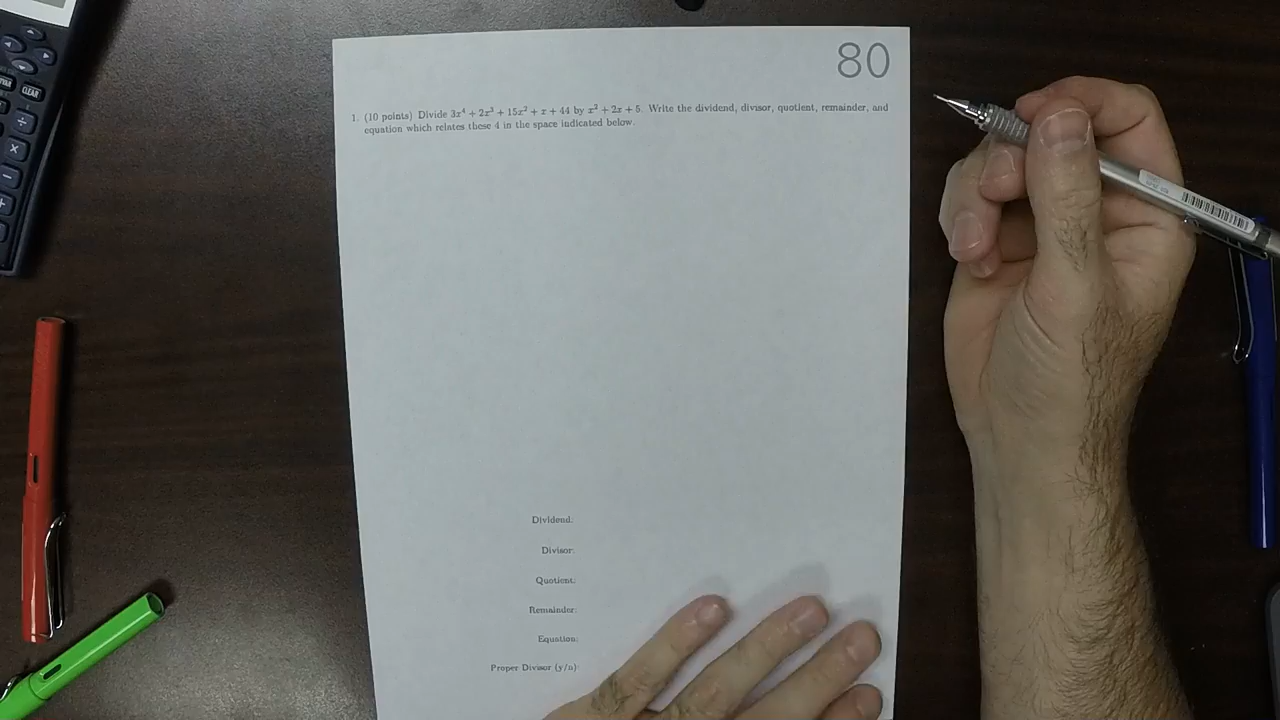 80
1. (10 points) Divide 3x⁴ + 2x³ + 15x² + x + 44 by x² + 2x + 5. Write the dividend, divisor, quotient, remainder, and
equation which relates these 4 in the space indicated below.
Dividend:
Divisor:
Quotient:
Remainder:
Equation:
Proper Divisor (y/n):
CLEAR
÷
×
−
+